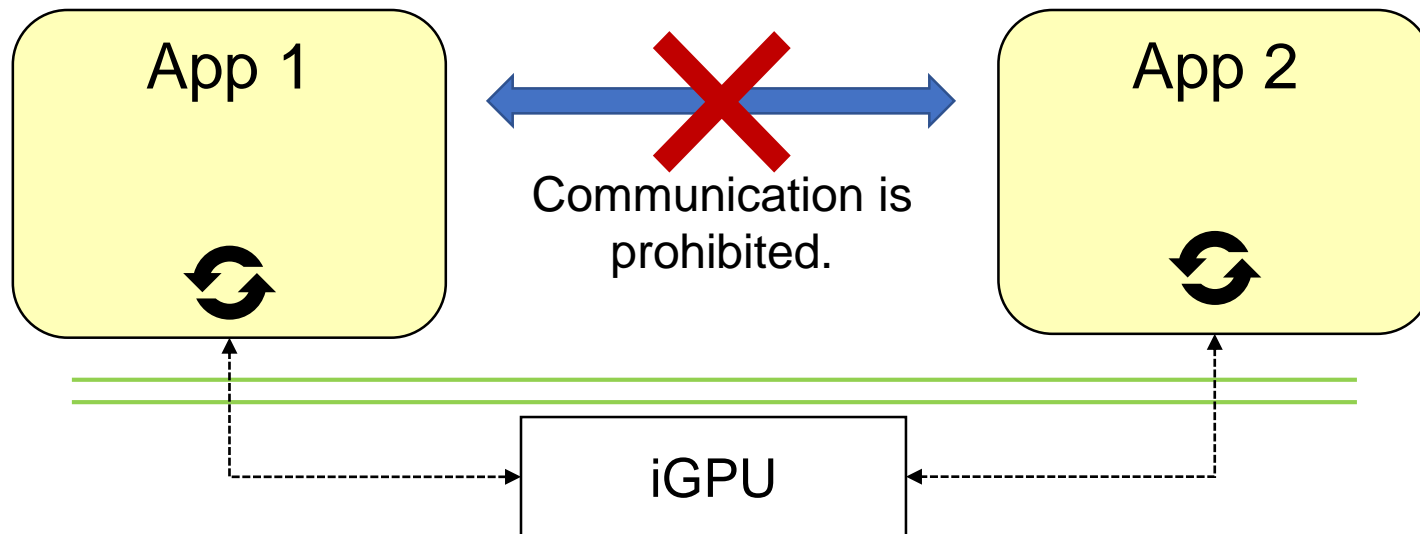 App 1
App 2
Communication is
prohibited.
iGPU